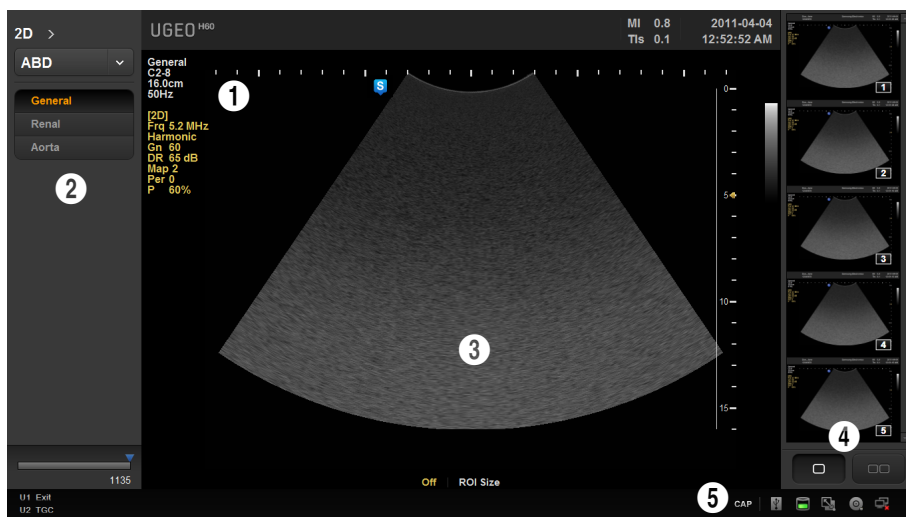 2D >
ABD
General
Renal
Aorta
2
1135
U1 Exit
U2 TGC
UGEO H60
MI 0.8
TIs 0.1
2011-04-04
12:52:52 AM
General
C2-8
16.0cm
50Hz
[2D]
Frq 5.2 MHz
Harmonic
Gn 60
DR 65 dB
Map 2
Per 0
P 60%
1
S
0
5
10
15
3
Off
ROI Size
1
2
3
4
5
4
5
CAP